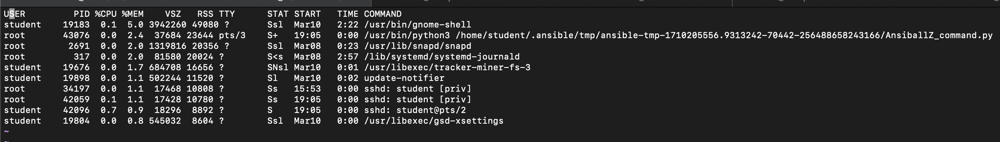 USER         PID %CPU %MEM    VSZ   RSS TTY      STAT START   TIME COMMAND
student    19183  0.1  5.0 3942260 49080 ?       Ssl  Mar10   2:22 /usr/bin/gnome-shell
root       43076  0.0  2.4  37684 23644 pts/3    S+   19:05   0:00 /usr/bin/python3 /home/student/.ansible/tmp/ansible-tmp-1710205556.9313242-70442-256488658243166/AnsiballZ_command.py
root        2691  0.0  2.0 1319816 20356 ?       Ssl  Mar08   0:23 /usr/lib/snapd/snapd
root         317  0.0  2.0  81580 20024 ?        S<s  Mar08   2:57 /lib/systemd/systemd-journald
student    19676  0.0  1.7 684708 16656 ?        SNsl Mar10   0:01 /usr/libexec/tracker-miner-fs-3
student    19898  0.0  1.1 502244 11520 ?        Sl   Mar10   0:02 update-notifier
root       34197  0.0  1.1  17468 10808 ?        Ss   15:53   0:00 sshd: student [priv]
root       42059  0.1  1.1  17428 10780 ?        Ss   19:05   0:00 sshd: student [priv]
student    42096  0.7  0.9  18296  8892 ?        S    19:05   0:00 sshd: student@pts/2
student    19804  0.0  0.8 545032  8604 ?        Ssl  Mar10   0:00 /usr/libexec/gsd-xsettings
~
~